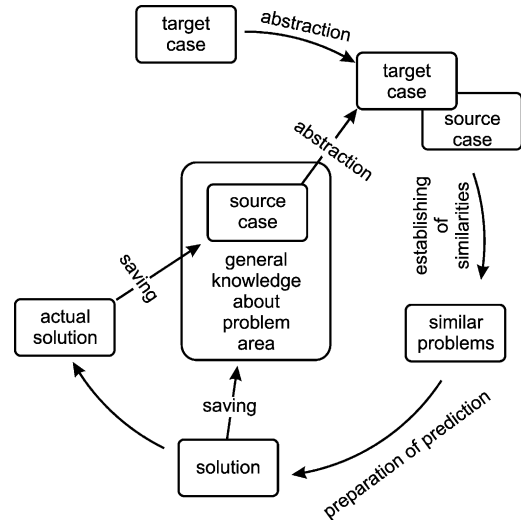 target
case
abstraction
target
case
source
case
abstraction
source
case
general
knowledge
about
problem
area
establishing
of
similarities
saving
actual
solution
similar
problems
saving
solution
preparation of prediction